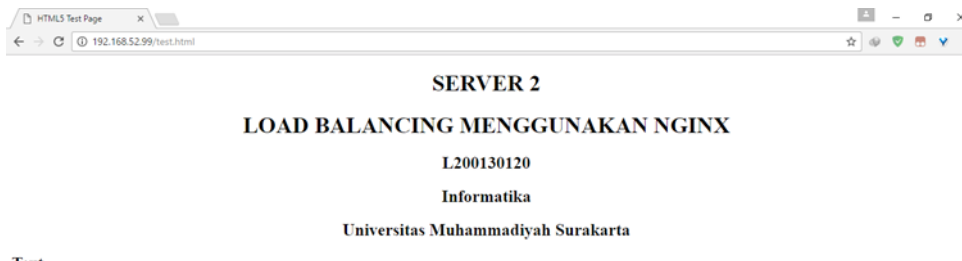 HTML5 Test Page
192.168.52.99/test.html
SERVER 2
LOAD BALANCING MENGGUNAKAN NGINX
L200130120
Informatika
Universitas Muhammadiyah Surakarta